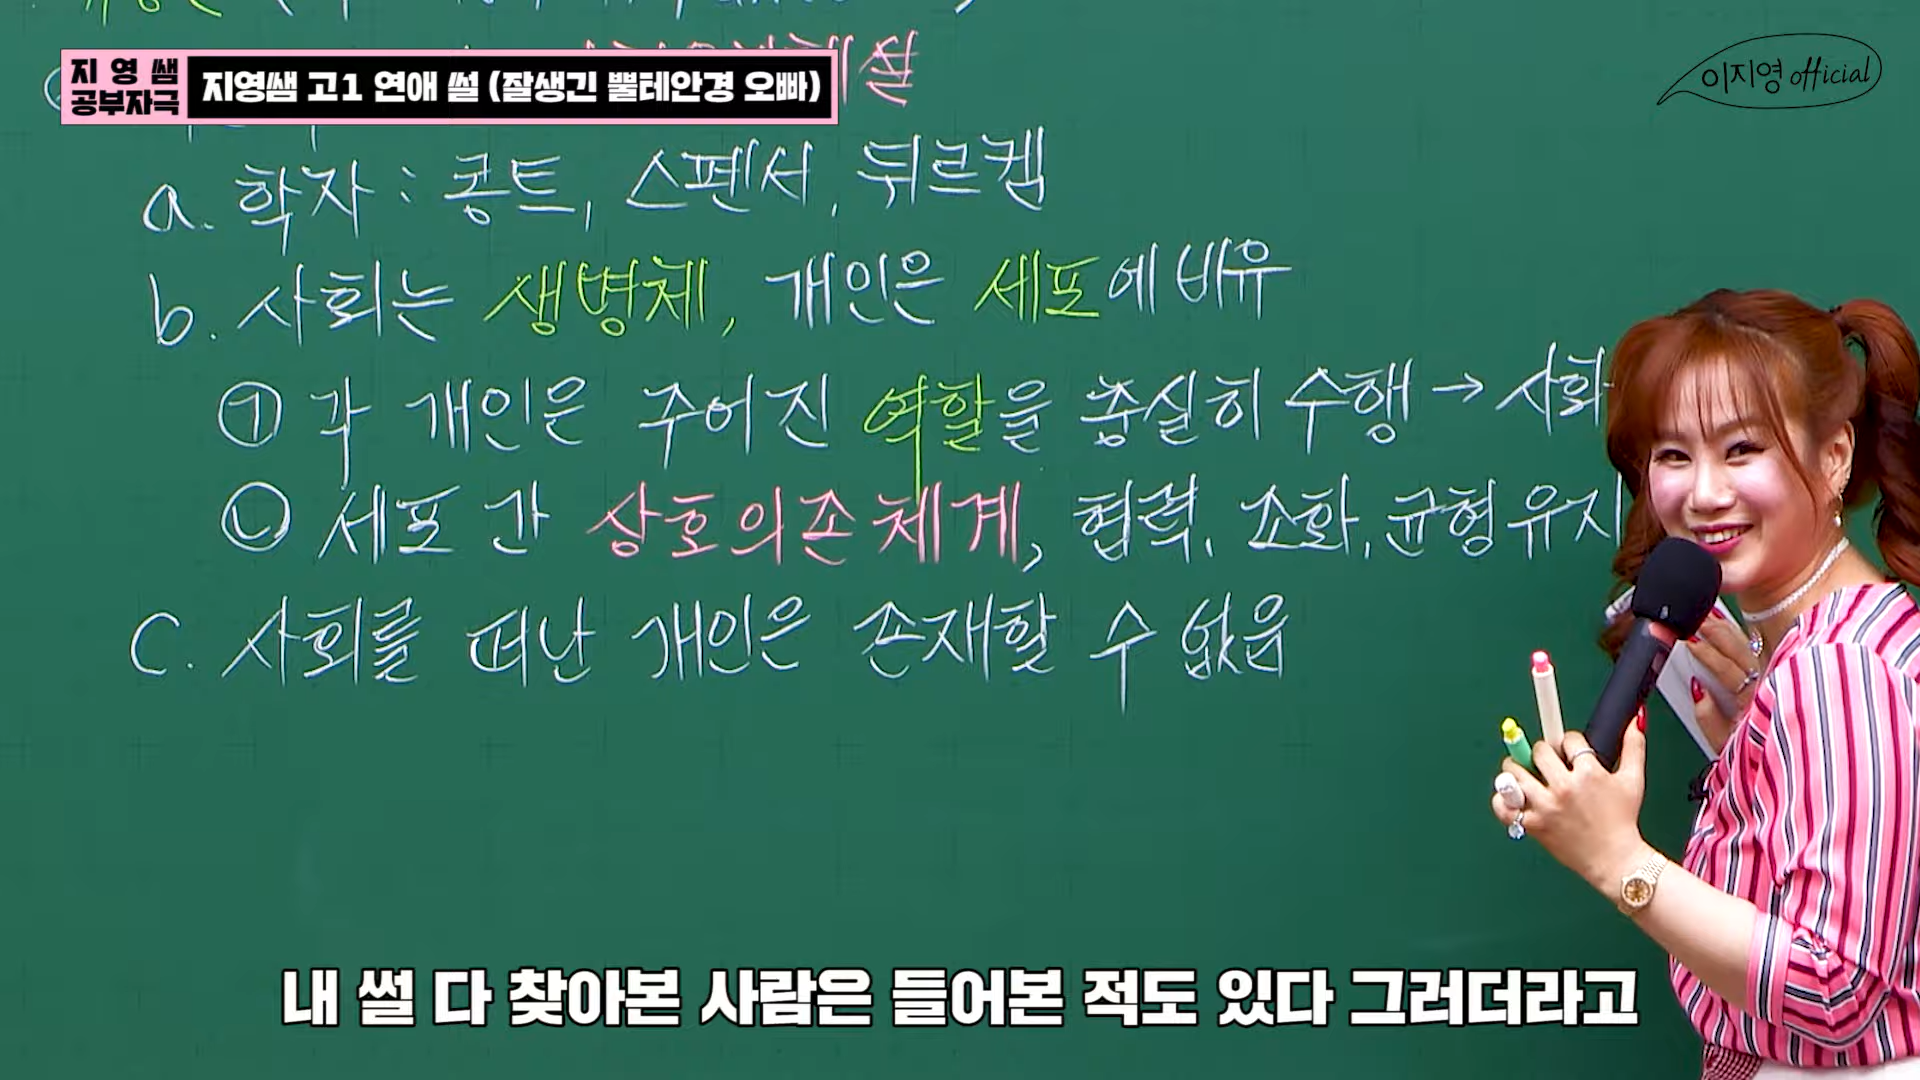 지영쌤
공부자극
지영쌤 고1 연애 썰 (잘생긴 뿔테안경 오빠)
이지영 official
설
a. 학자 : 콩트, 스펜서, 뒤르켐
b. 사회는 생명체, 개인은 세포에 비유
㉠ 각 개인은 주어진 역할을 충실히 수행 → 사회
㉡ 세포 간 상호의존체계, 협력, 조화, 균형 유지
C. 사회를 떠난 개인은 존재할 수 없음
내 썰 다 찾아본 사람은 들어본 적도 있다 그러더라고